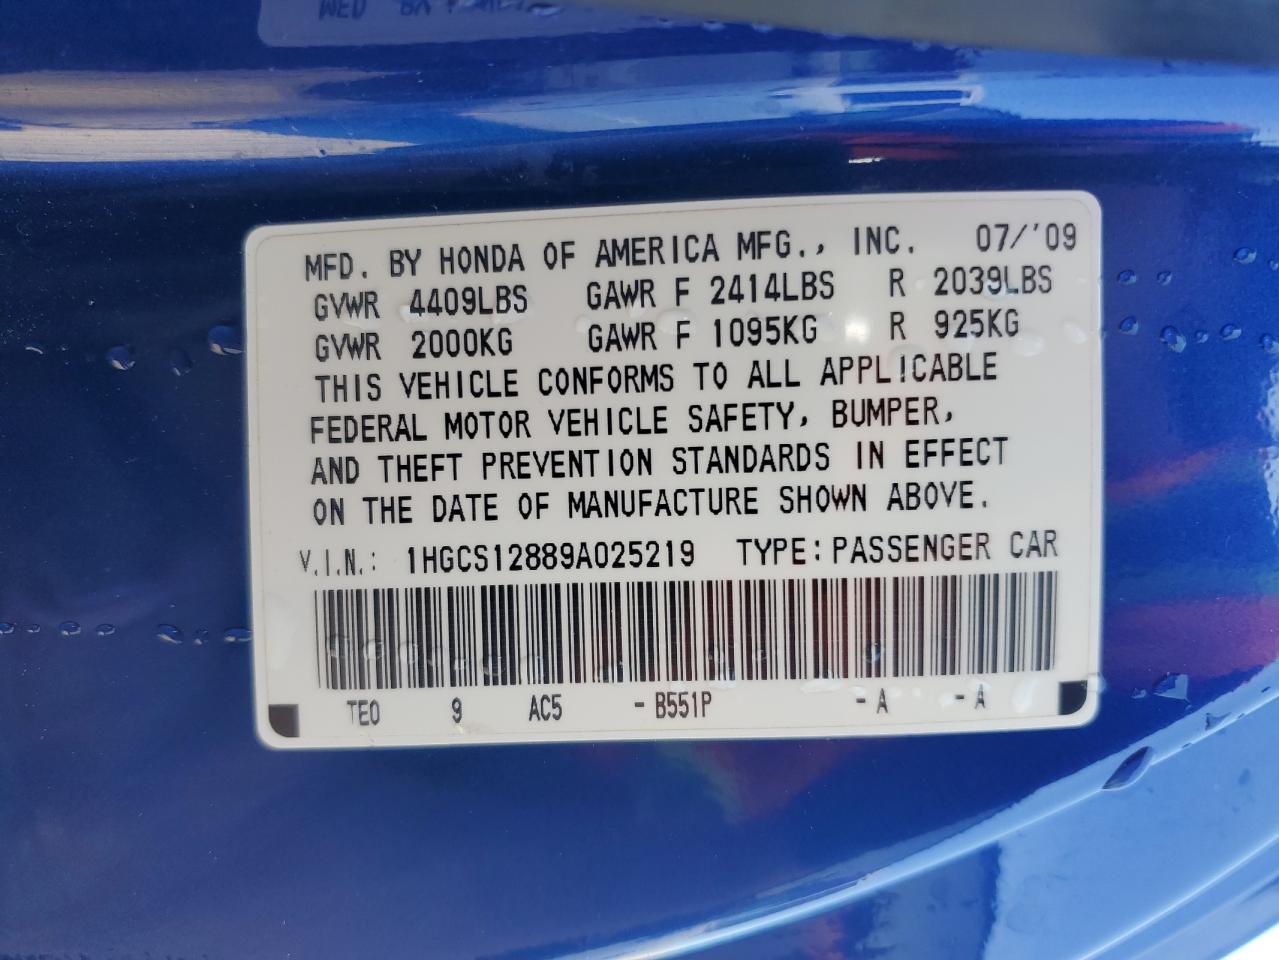 MFD. BY HONDA OF AMERICA MFG., INC. 07/'09
GVWR 4409LBS GAWR F 2414LBS R 2039LBS
GVWR 2000KG GAWR F 1095KG R 925KG
THIS VEHICLE CONFORMS TO ALL APPLICABLE
FEDERAL MOTOR VEHICLE SAFETY, BUMPER,
AND THEFT PREVENTION STANDARDS IN EFFECT
ON THE DATE OF MANUFACTURE SHOWN ABOVE.
V.I.N.: 1HGCS12889A025219 TYPE: PASSENGER CAR
TE0 9 AC5 - B551P - A - A